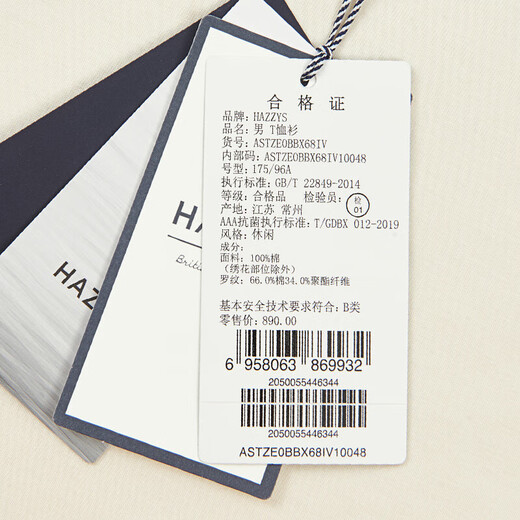 合格证
品牌: HAZZYS
品名: 男 T恤衫
货号: ASTZE0BBX68IV
内部码: ASTZE0BBX68IV10048
号型: 175/96A
执行标准: GB/T 22849-2014
等级: 合格品 检验员: 检 01
产地: 江苏 常州
AAA抗菌执行标准: T/GDBX 012-2019
风格: 休闲
成分:
面料: 100%棉
(绣花部位除外)
罗纹: 66.0%棉34.0%聚酯纤维
基本安全技术要求符合: B类
零售价: 890.00
6 958063 869932
2050055446344
2050055446344
ASTZE0BBX68IV10048
HA
Briti
HAZZ